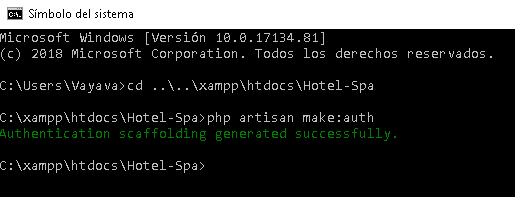 Símbolo del sistema
Microsoft Windows [Versión 10.0.17134.81]
(c) 2018 Microsoft Corporation. Todos los derechos reservados.
C:\Users\Vayava>cd ..\..\xampp\htdocs\Hotel-Spa
C:\xampp\htdocs\Hotel-Spa>php artisan make:auth
Authentication scaffolding generated successfully.
C:\xampp\htdocs\Hotel-Spa>